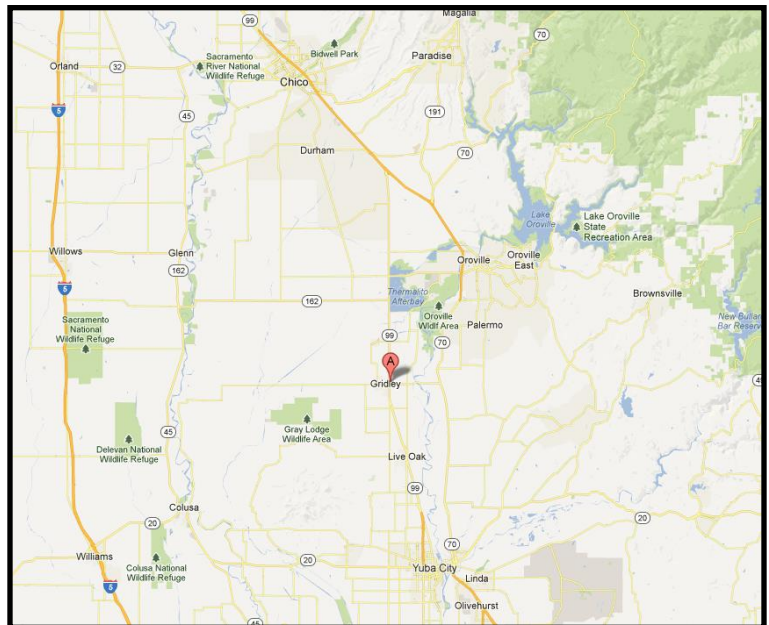 Magalia
99
70
Bidwell Park
Sacramento
River National
Wildlife Refuge
Paradise
Orland
32
Chico
5
45
191
Durham
70
Lake
Oroville
Lake Oroville
State
Recreation Area
Willows
Glenn
Oroville
Oroville
East
162
5
162
Thermalito
Afterbay
Brownsville
Sacramento
National
Wildlife Refuge
Oroville
Wldlf Area
Palermo
New Bullards
Bar Reserv
99
70
A
Gridley
49
Gray Lodge
Wildlife Area
45
Delevan National
Wildlife Refuge
Live Oak
99
Colusa
20
20
Williams
70
20
Colusa National
Wildlife Refuge
Yuba City
Linda
5
Olivehurst
45